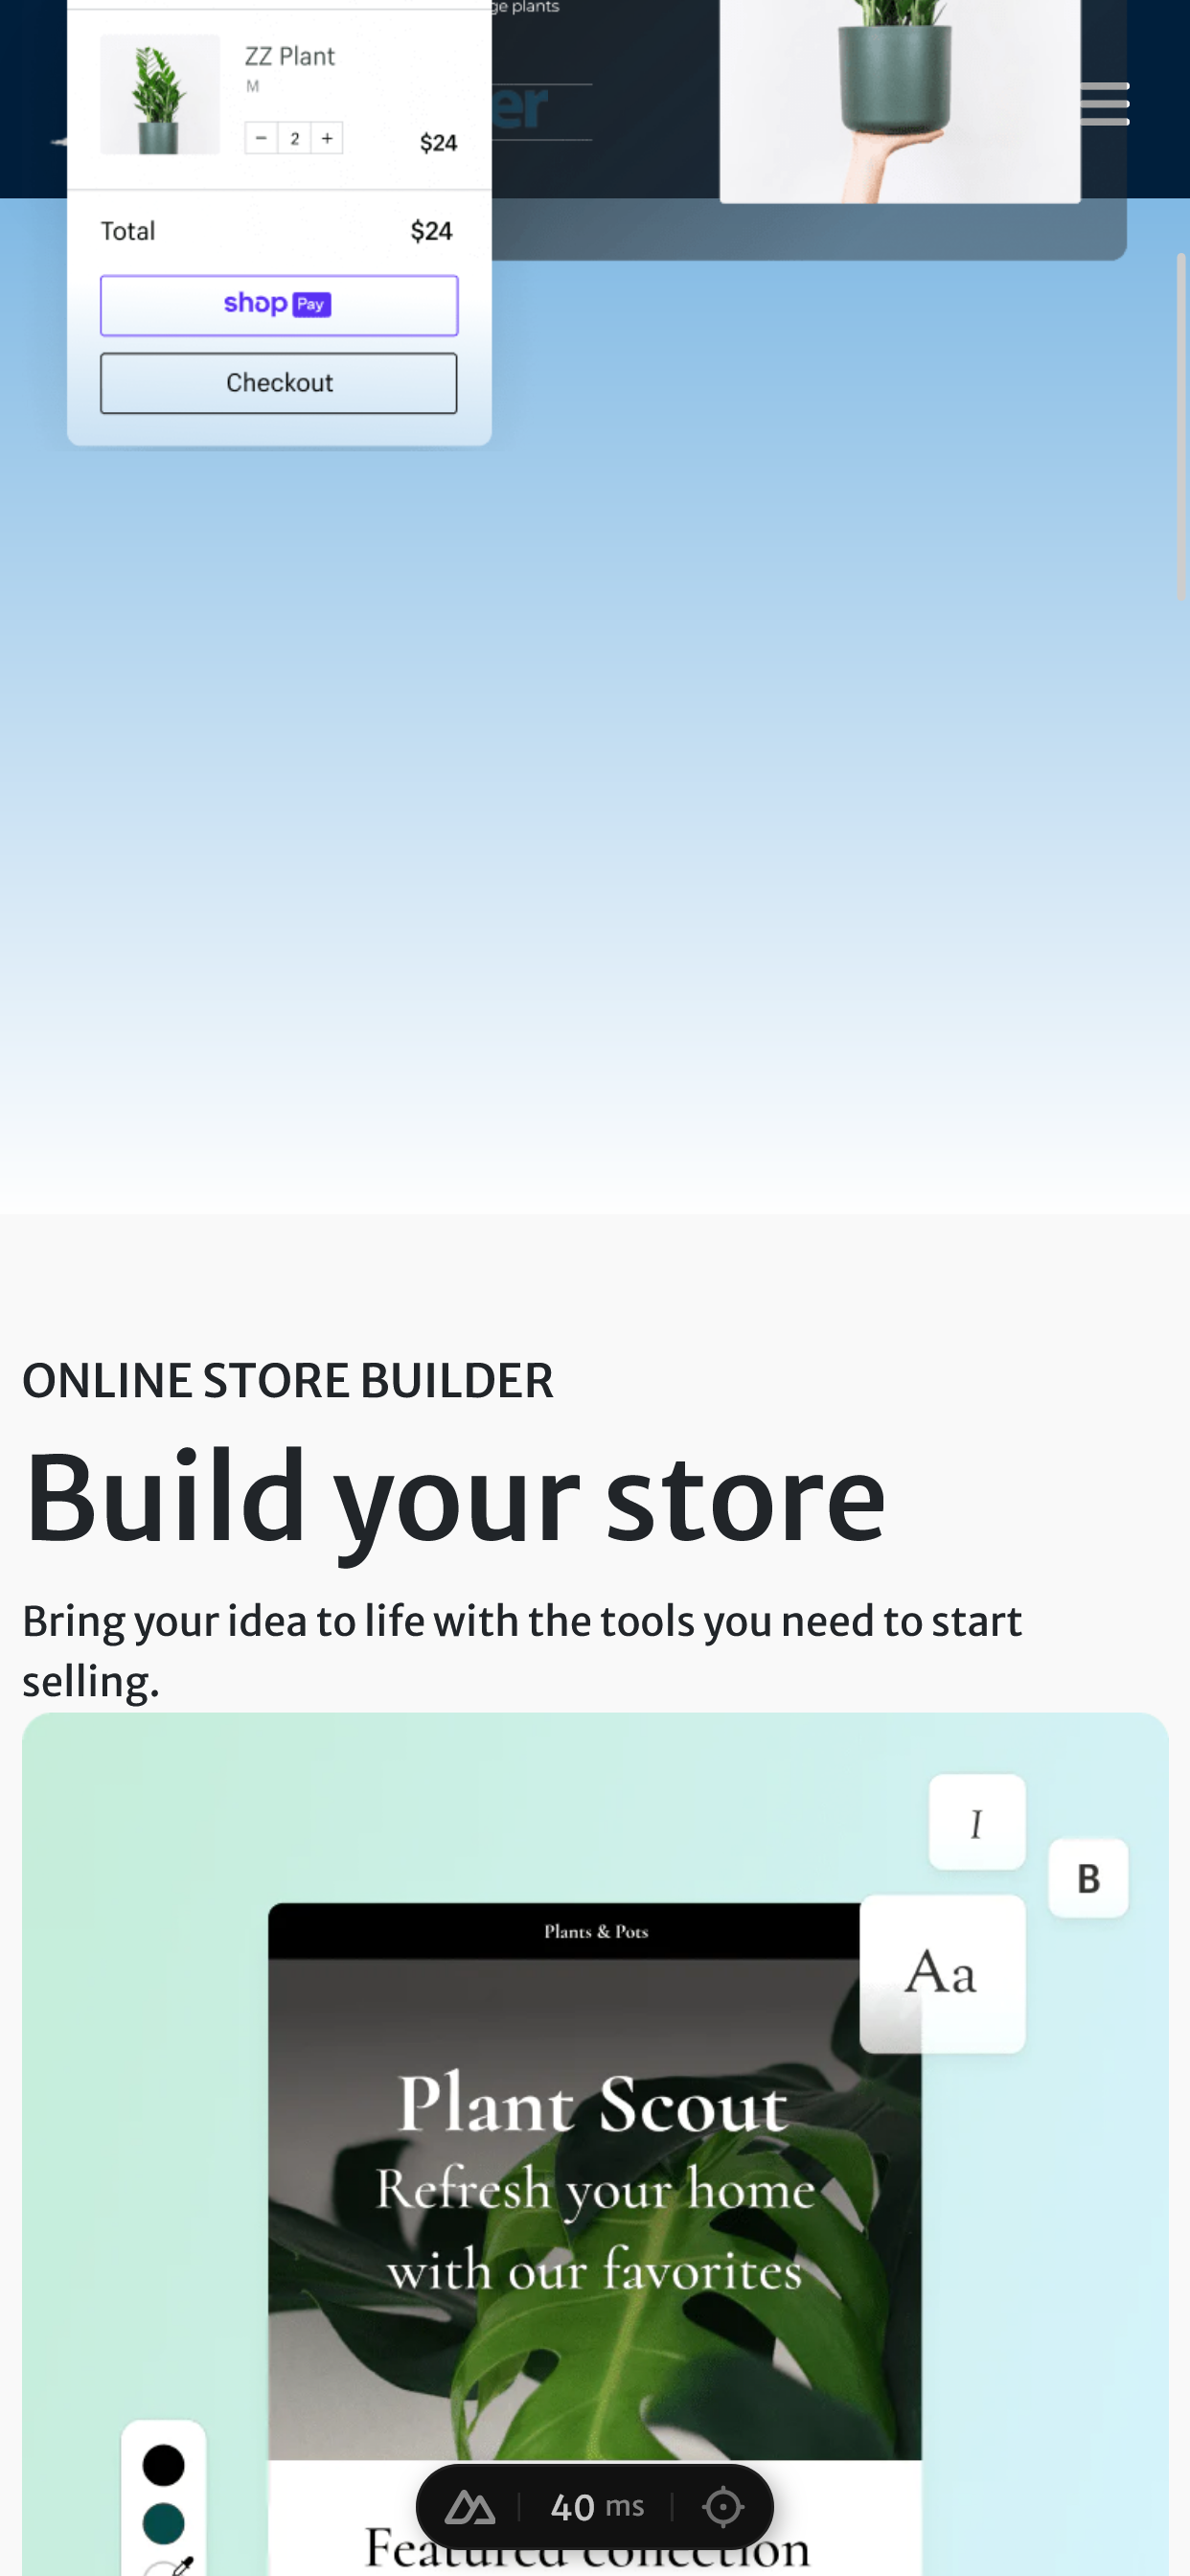 ge plants
ZZ Plant
M
− 2 +
$24
er
Total
$24
shop Pay
Checkout
ONLINE STORE BUILDER
Build your store
Bring your idea to life with the tools you need to start
selling.
I
B
Aa
Plants & Pots
Plant Scout
Refresh your home
with our favorites
40 ms
Featured collection